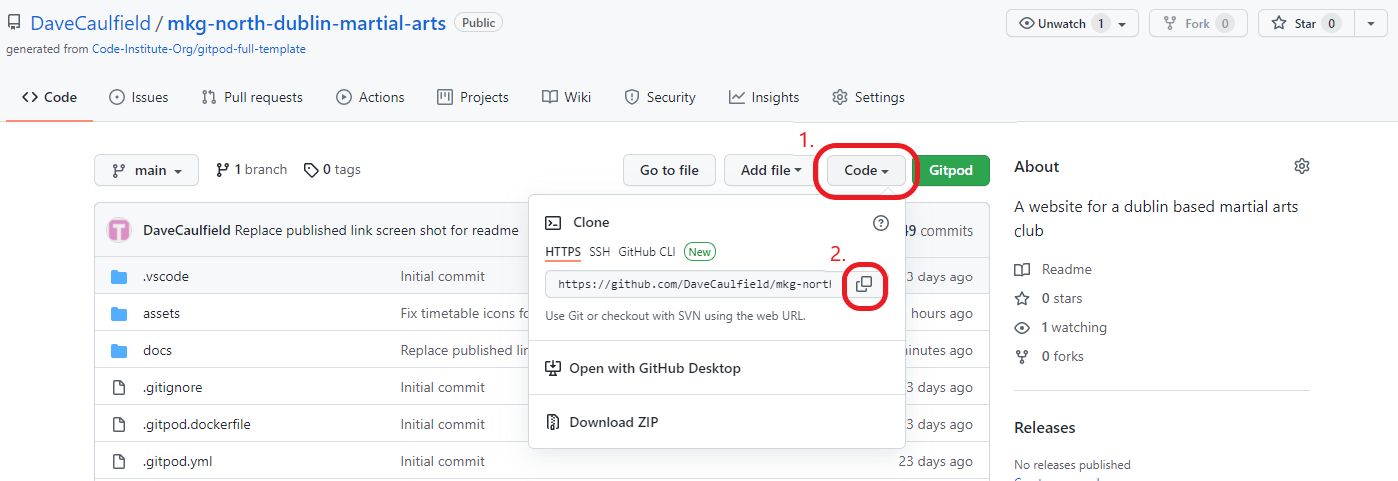 DaveCaulfield / mkg-north-dublin-martial-arts Public
Unwatch 1 Fork 0 Star 0
generated from Code-Institute-Org/gitpod-full-template
Code Issues Pull requests Actions Projects Wiki Security Insights Settings
1.
main 1 branch 0 tags Go to file Add file Code Gitpod
About
A website for a dublin based martial arts
club
Readme
0 stars
1 watching
0 forks
Releases
No releases published
DaveCaulfield Replace published link screen shot for readme 49 commits
.vscode Initial commit 3 days ago
assets Fix timetable icons fo hours ago
docs Replace published lin minutes ago
.gitignore Initial commit 3 days ago
.gitpod.dockerfile Initial commit 3 days ago
.gitpod.yml Initial commit 23 days ago
Clone
HTTPS SSH GitHub CLI New
2.
https://github.com/DaveCaulfield/mkg-north
Use Git or checkout with SVN using the web URL.
Open with GitHub Desktop
Download ZIP